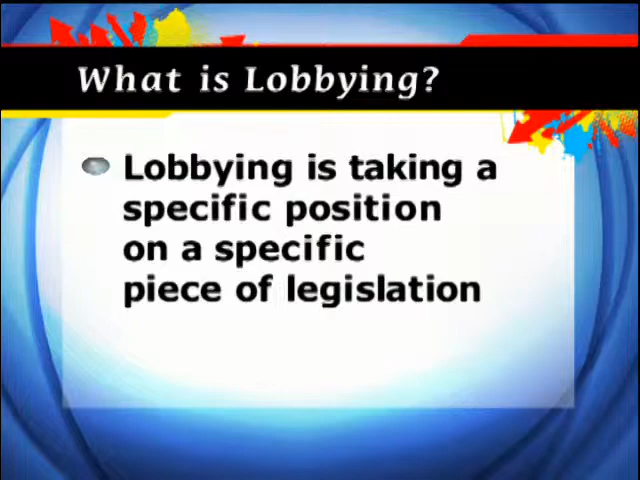 What is Lobbying?
Lobbying is taking a
specific position
on a specific
piece of legislation